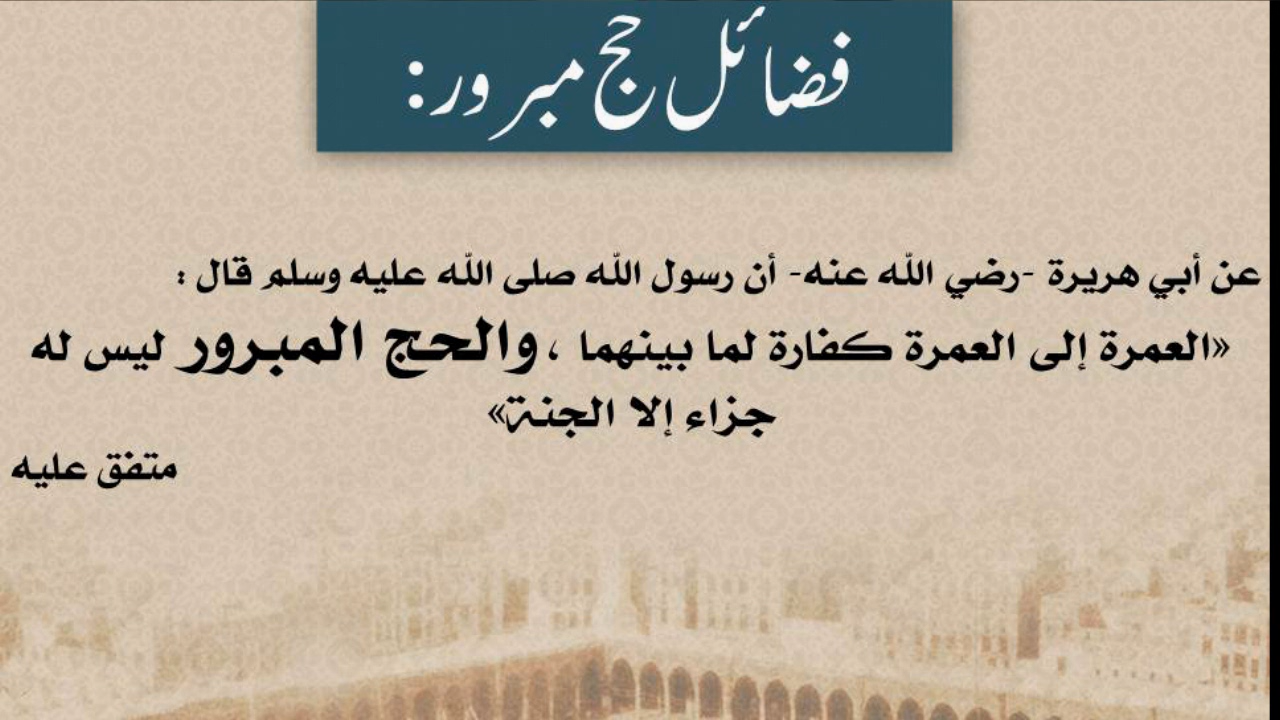 فضائل حج مبرور:
عن أبي هريرة -رضي الله عنه- أن رسول الله صلى الله عليه وسلم قال :
«العمرة إلى العمرة كفارة لما بينهما ، والحج المبرور ليس له
جزاء إلا الجنة»
متفق عليه